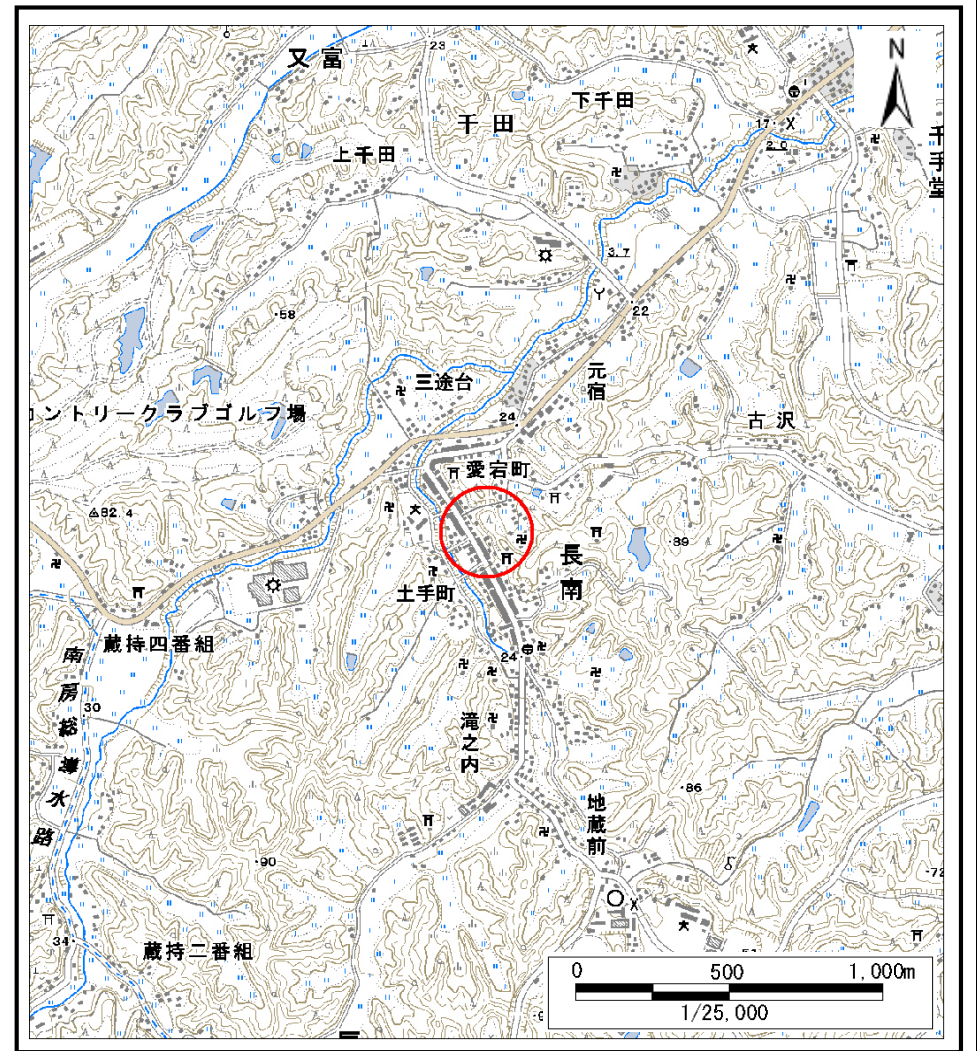 N
又富
23
下千田
千田
17
2.0
千手堂
上千田
3.7
22
58
元宿
三途台
ントリークラブゴルフ場
24
古沢
愛宕町
82.4
長南
89
土手町
蔵持四番組
24
南房総導水路
30
滝之内
86
地蔵前
90
72
34
蔵持二番組
0 500 1,000m
1/25,000